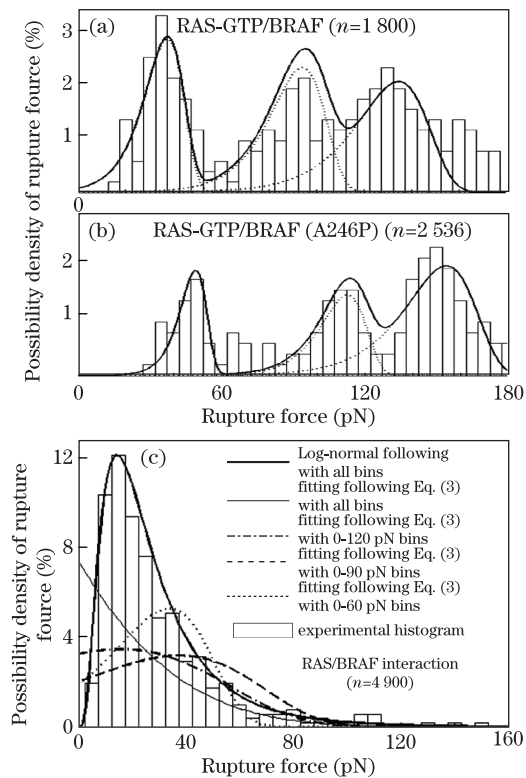 (a) RAS-GTP/BRAF (n=1 800)
3
2
1
0
Possibility density of rupture fource (%)
(b) RAS-GTP/BRAF (A246P) (n=2 536)
2
1
0 60 120 180
Rupture force (pN)
(c)
12
8
4
0
Possibility density of rupture
fource (%)
Log-normal following
with all bins
fitting following Eq. (3)
with all bins
fitting following Eq. (3)
with 0–120 pN bins
fitting following Eq. (3)
with 0–90 pN bins
fitting following Eq. (3)
with 0–60 pN bins
experimental histogram
RAS/BRAF interaction
(n=4 900)
0 40 80 120 160
Rupture force (pN)